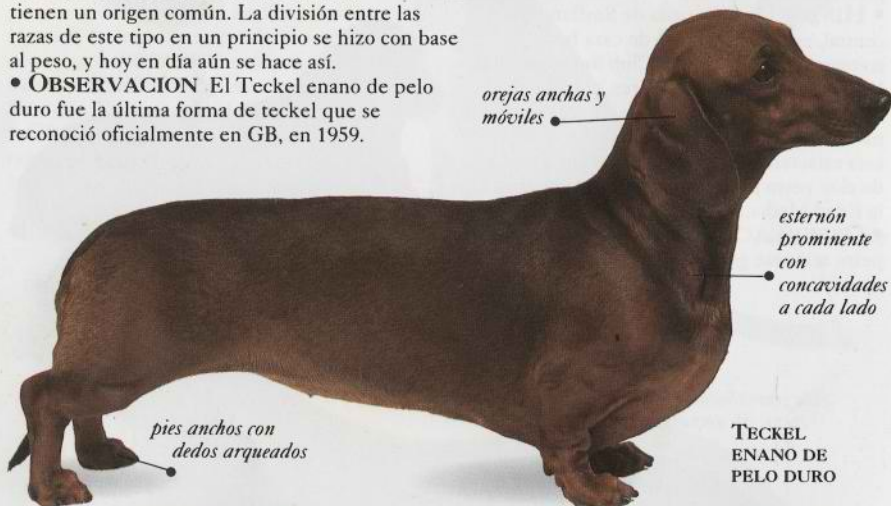 tienen un origen común. La división entre las
razas de este tipo en un principio se hizo con base
al peso, y hoy en día aún se hace así.
• OBSERVACION El Teckel enano de pelo
duro fue la última forma de teckel que se
reconoció oficialmente en GB, en 1959.
orejas anchas y
móviles
esternón
prominente
con
concavidades
a cada lado
pies anchos con
dedos arqueados
TECKEL
ENANO DE
PELO DURO